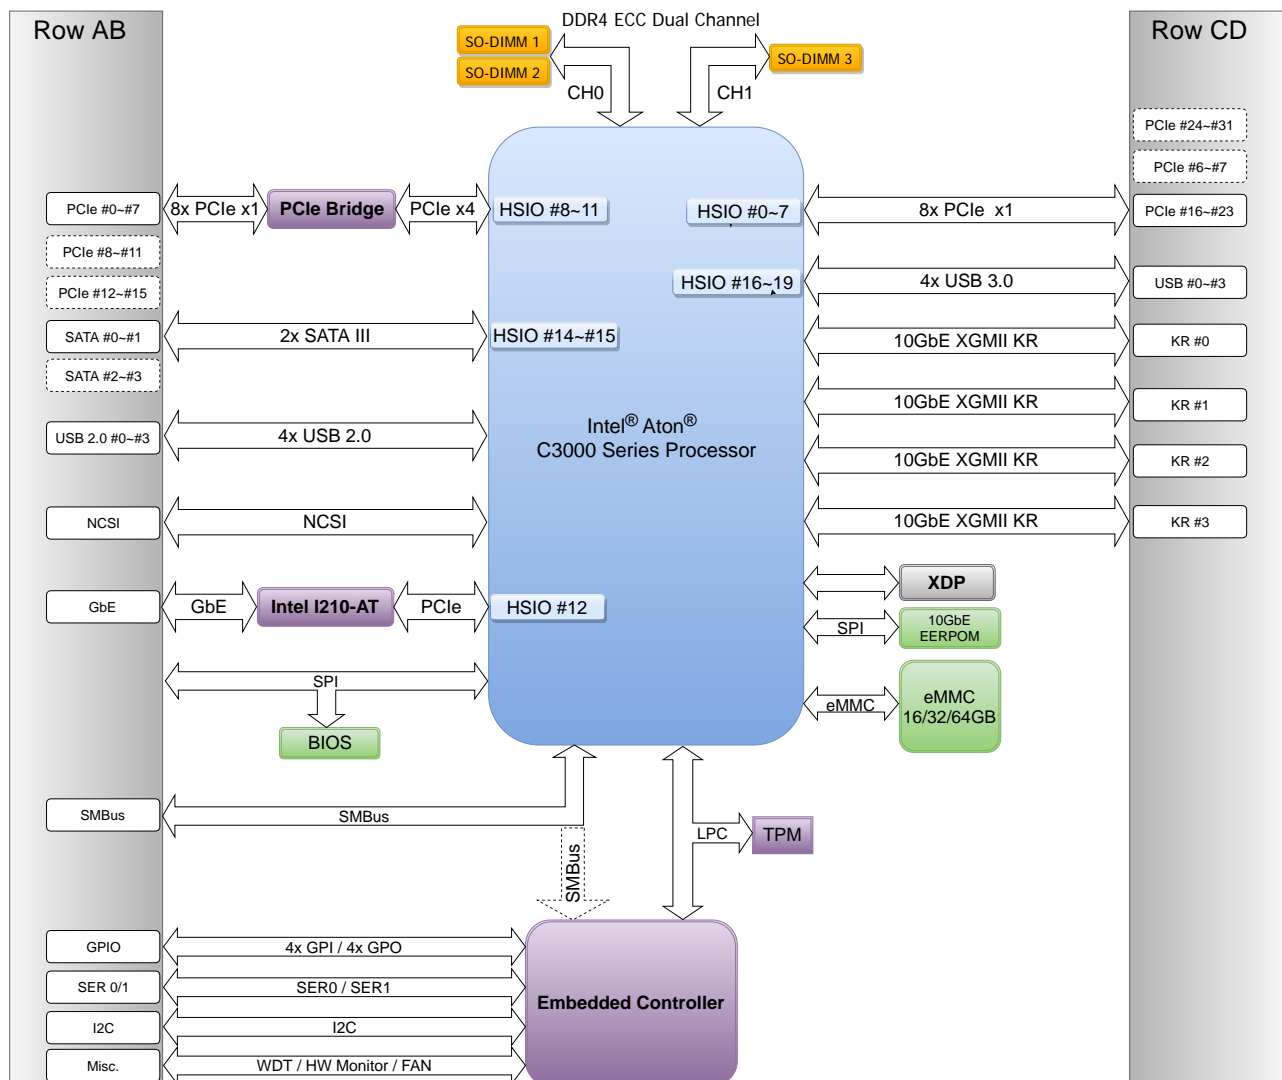 Row AB
DDR4 ECC Dual Channel
Row CD
SO-DIMM 1
SO-DIMM 2
SO-DIMM 3
CH0
CH1
PCIe #24~#31
PCIe #6~#7
PCIe #0~#7
8x PCIe x1
PCIe Bridge
PCIe x4
HSIO #8~11
HSIO #0~7
8x PCIe x1
PCIe #16~#23
PCIe #8~#11
PCIe #12~#15
HSIO #16~19
4x USB 3.0
USB #0~#3
SATA #0~#1
2x SATA III
HSIO #14~#15
10GbE XGMII KR
KR #0
SATA #2~#3
10GbE XGMII KR
KR #1
USB 2.0 #0~#3
4x USB 2.0
Intel® Aton®
C3000 Series Processor
10GbE XGMII KR
KR #2
NCSI
NCSI
10GbE XGMII KR
KR #3
XDP
GbE
GbE
Intel I210-AT
PCIe
HSIO #12
SPI
10GbE
EERPOM
SPI
BIOS
eMMC
eMMC
16/32/64GB
SMBus
SMBus
SMBus
LPC
TPM
GPIO
4x GPI / 4x GPO
SER 0/1
SER0 / SER1
Embedded Controller
I2C
I2C
Misc.
WDT / HW Monitor / FAN